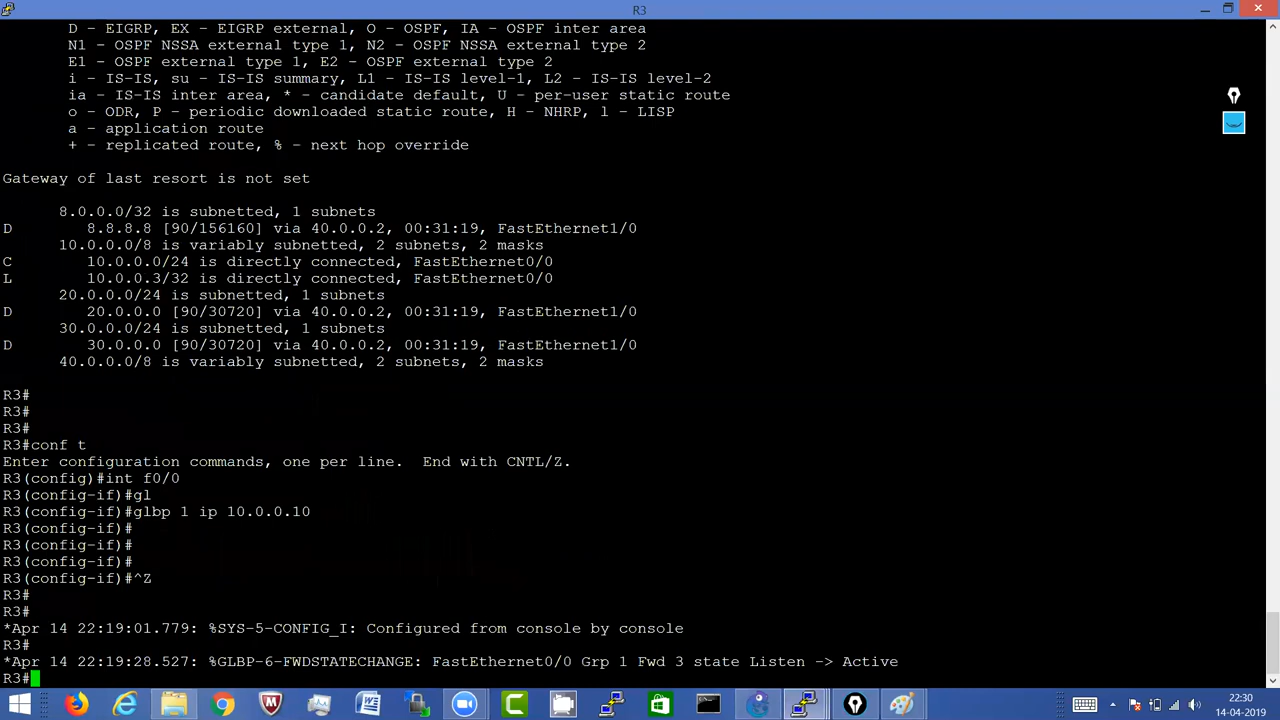 R3
D - EIGRP, EX - EIGRP external, O - OSPF, IA - OSPF inter area
N1 - OSPF NSSA external type 1, N2 - OSPF NSSA external type 2
E1 - OSPF external type 1, E2 - OSPF external type 2
i - IS-IS, su - IS-IS summary, L1 - IS-IS level-1, L2 - IS-IS level-2
ia - IS-IS inter area, * - candidate default, U - per-user static route
o - ODR, P - periodic downloaded static route, H - NHRP, l - LISP
a - application route
+ - replicated route, % - next hop override
Gateway of last resort is not set
8.0.0.0/32 is subnetted, 1 subnets
D 8.8.8.8 [90/156160] via 40.0.0.2, 00:31:19, FastEthernet1/0
10.0.0.0/8 is variably subnetted, 2 subnets, 2 masks
C 10.0.0.0/24 is directly connected, FastEthernet0/0
L 10.0.0.3/32 is directly connected, FastEthernet0/0
20.0.0.0/24 is subnetted, 1 subnets
D 20.0.0.0 [90/30720] via 40.0.0.2, 00:31:19, FastEthernet1/0
30.0.0.0/24 is subnetted, 1 subnets
D 30.0.0.0 [90/30720] via 40.0.0.2, 00:31:19, FastEthernet1/0
40.0.0.0/8 is variably subnetted, 2 subnets, 2 masks
R3#
R3#
R3#
R3#conf t
Enter configuration commands, one per line. End with CNTL/Z.
R3(config)#int f0/0
R3(config-if)#gl
R3(config-if)#glbp 1 ip 10.0.0.10
R3(config-if)#
R3(config-if)#
R3(config-if)#
R3(config-if)#^Z
R3#
R3#
*Apr 14 22:19:01.779: %SYS-5-CONFIG_I: Configured from console by console
R3#
*Apr 14 22:19:28.527: %GLBP-6-FWDSTATECHANGE: FastEthernet0/0 Grp 1 Fwd 3 state Listen -> Active
R3#
22:30
14-04-2019